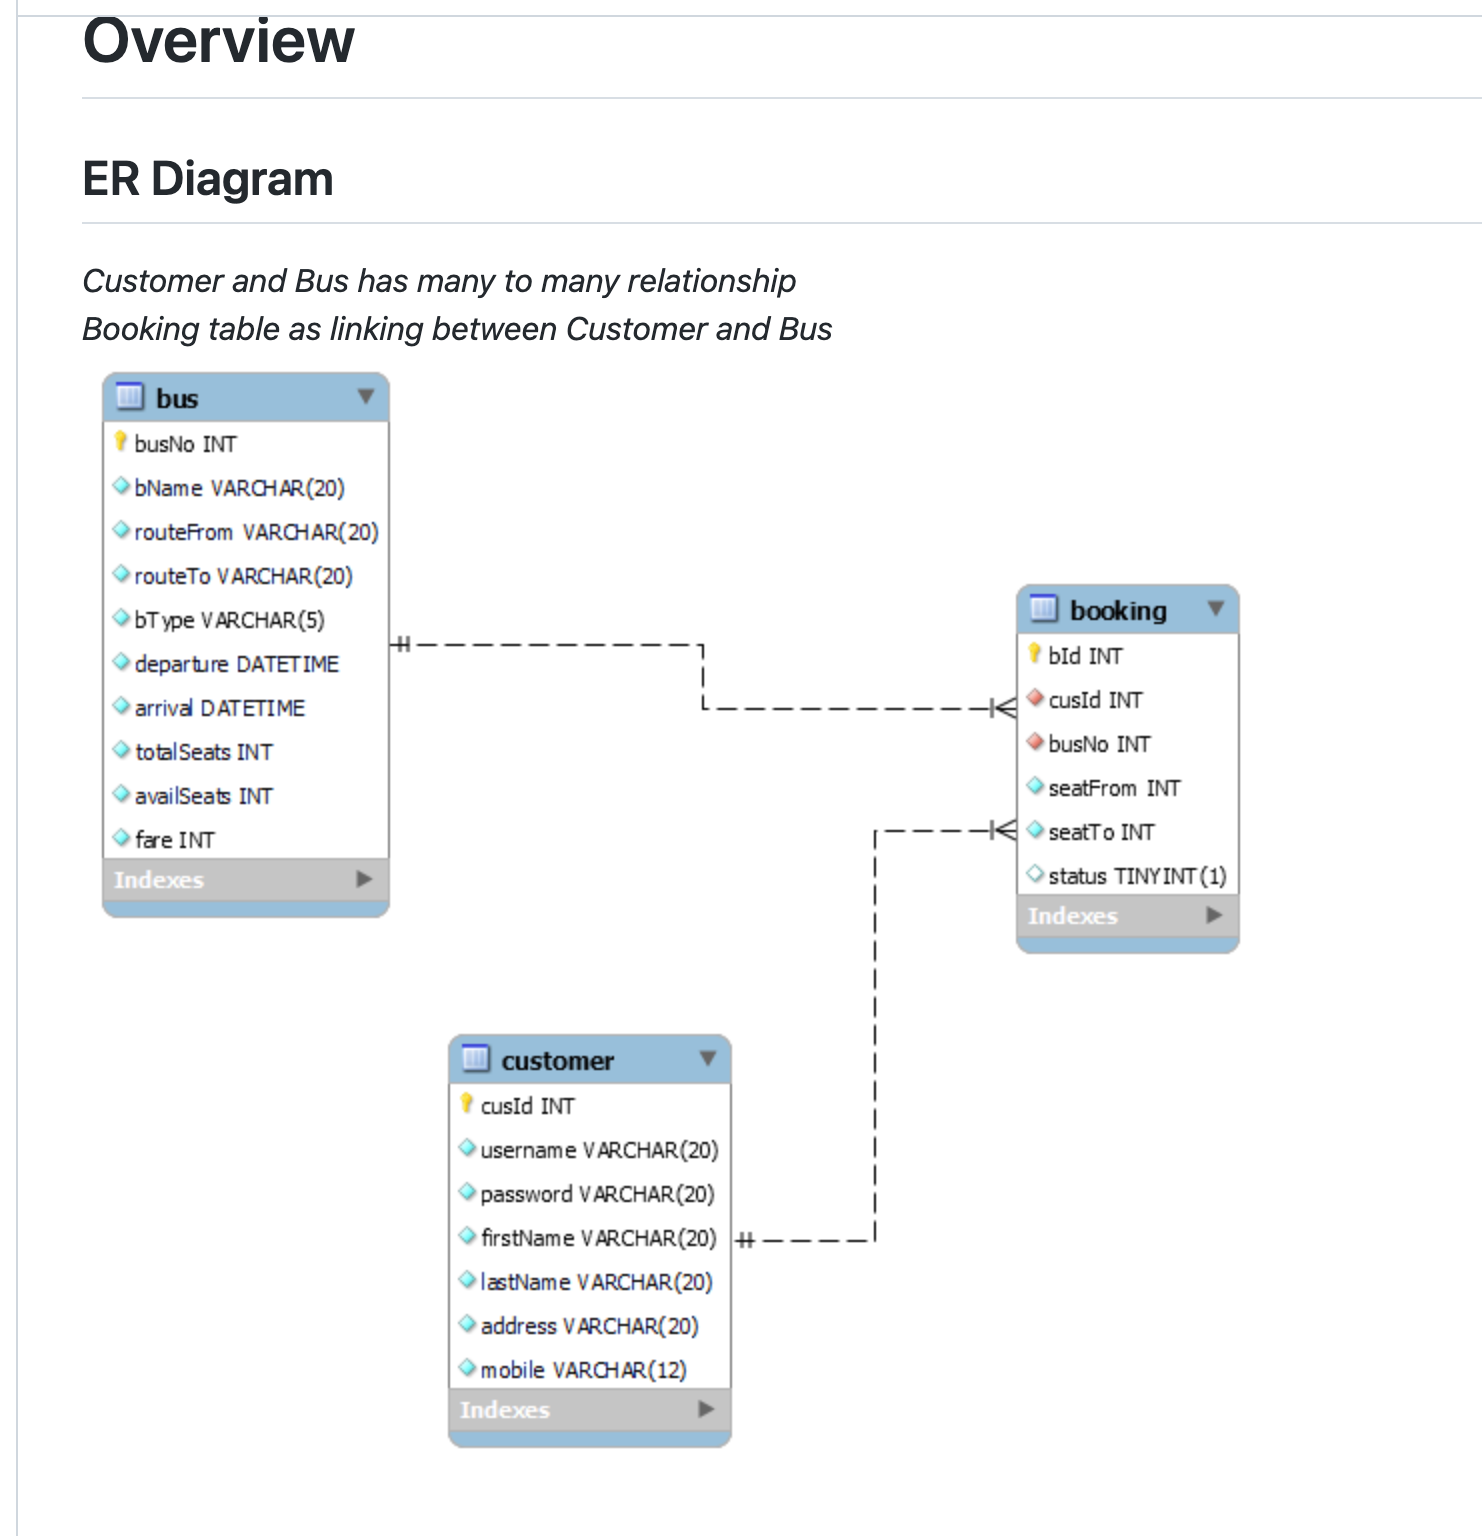 Overview
ER Diagram
Customer and Bus has many to many relationship
Booking table as linking between Customer and Bus
bus
busNo INT
bName VARCHAR(20)
routeFrom VARCHAR(20)
routeTo VARCHAR(20)
bType VARCHAR(5)
departure DATETIME
arrival DATETIME
totalSeats INT
availSeats INT
fare INT
Indexes
booking
bId INT
cusId INT
busNo INT
seatFrom INT
seatTo INT
status TINYINT(1)
Indexes
customer
cusId INT
username VARCHAR(20)
password VARCHAR(20)
firstName VARCHAR(20)
lastName VARCHAR(20)
address VARCHAR(20)
mobile VARCHAR(12)
Indexes